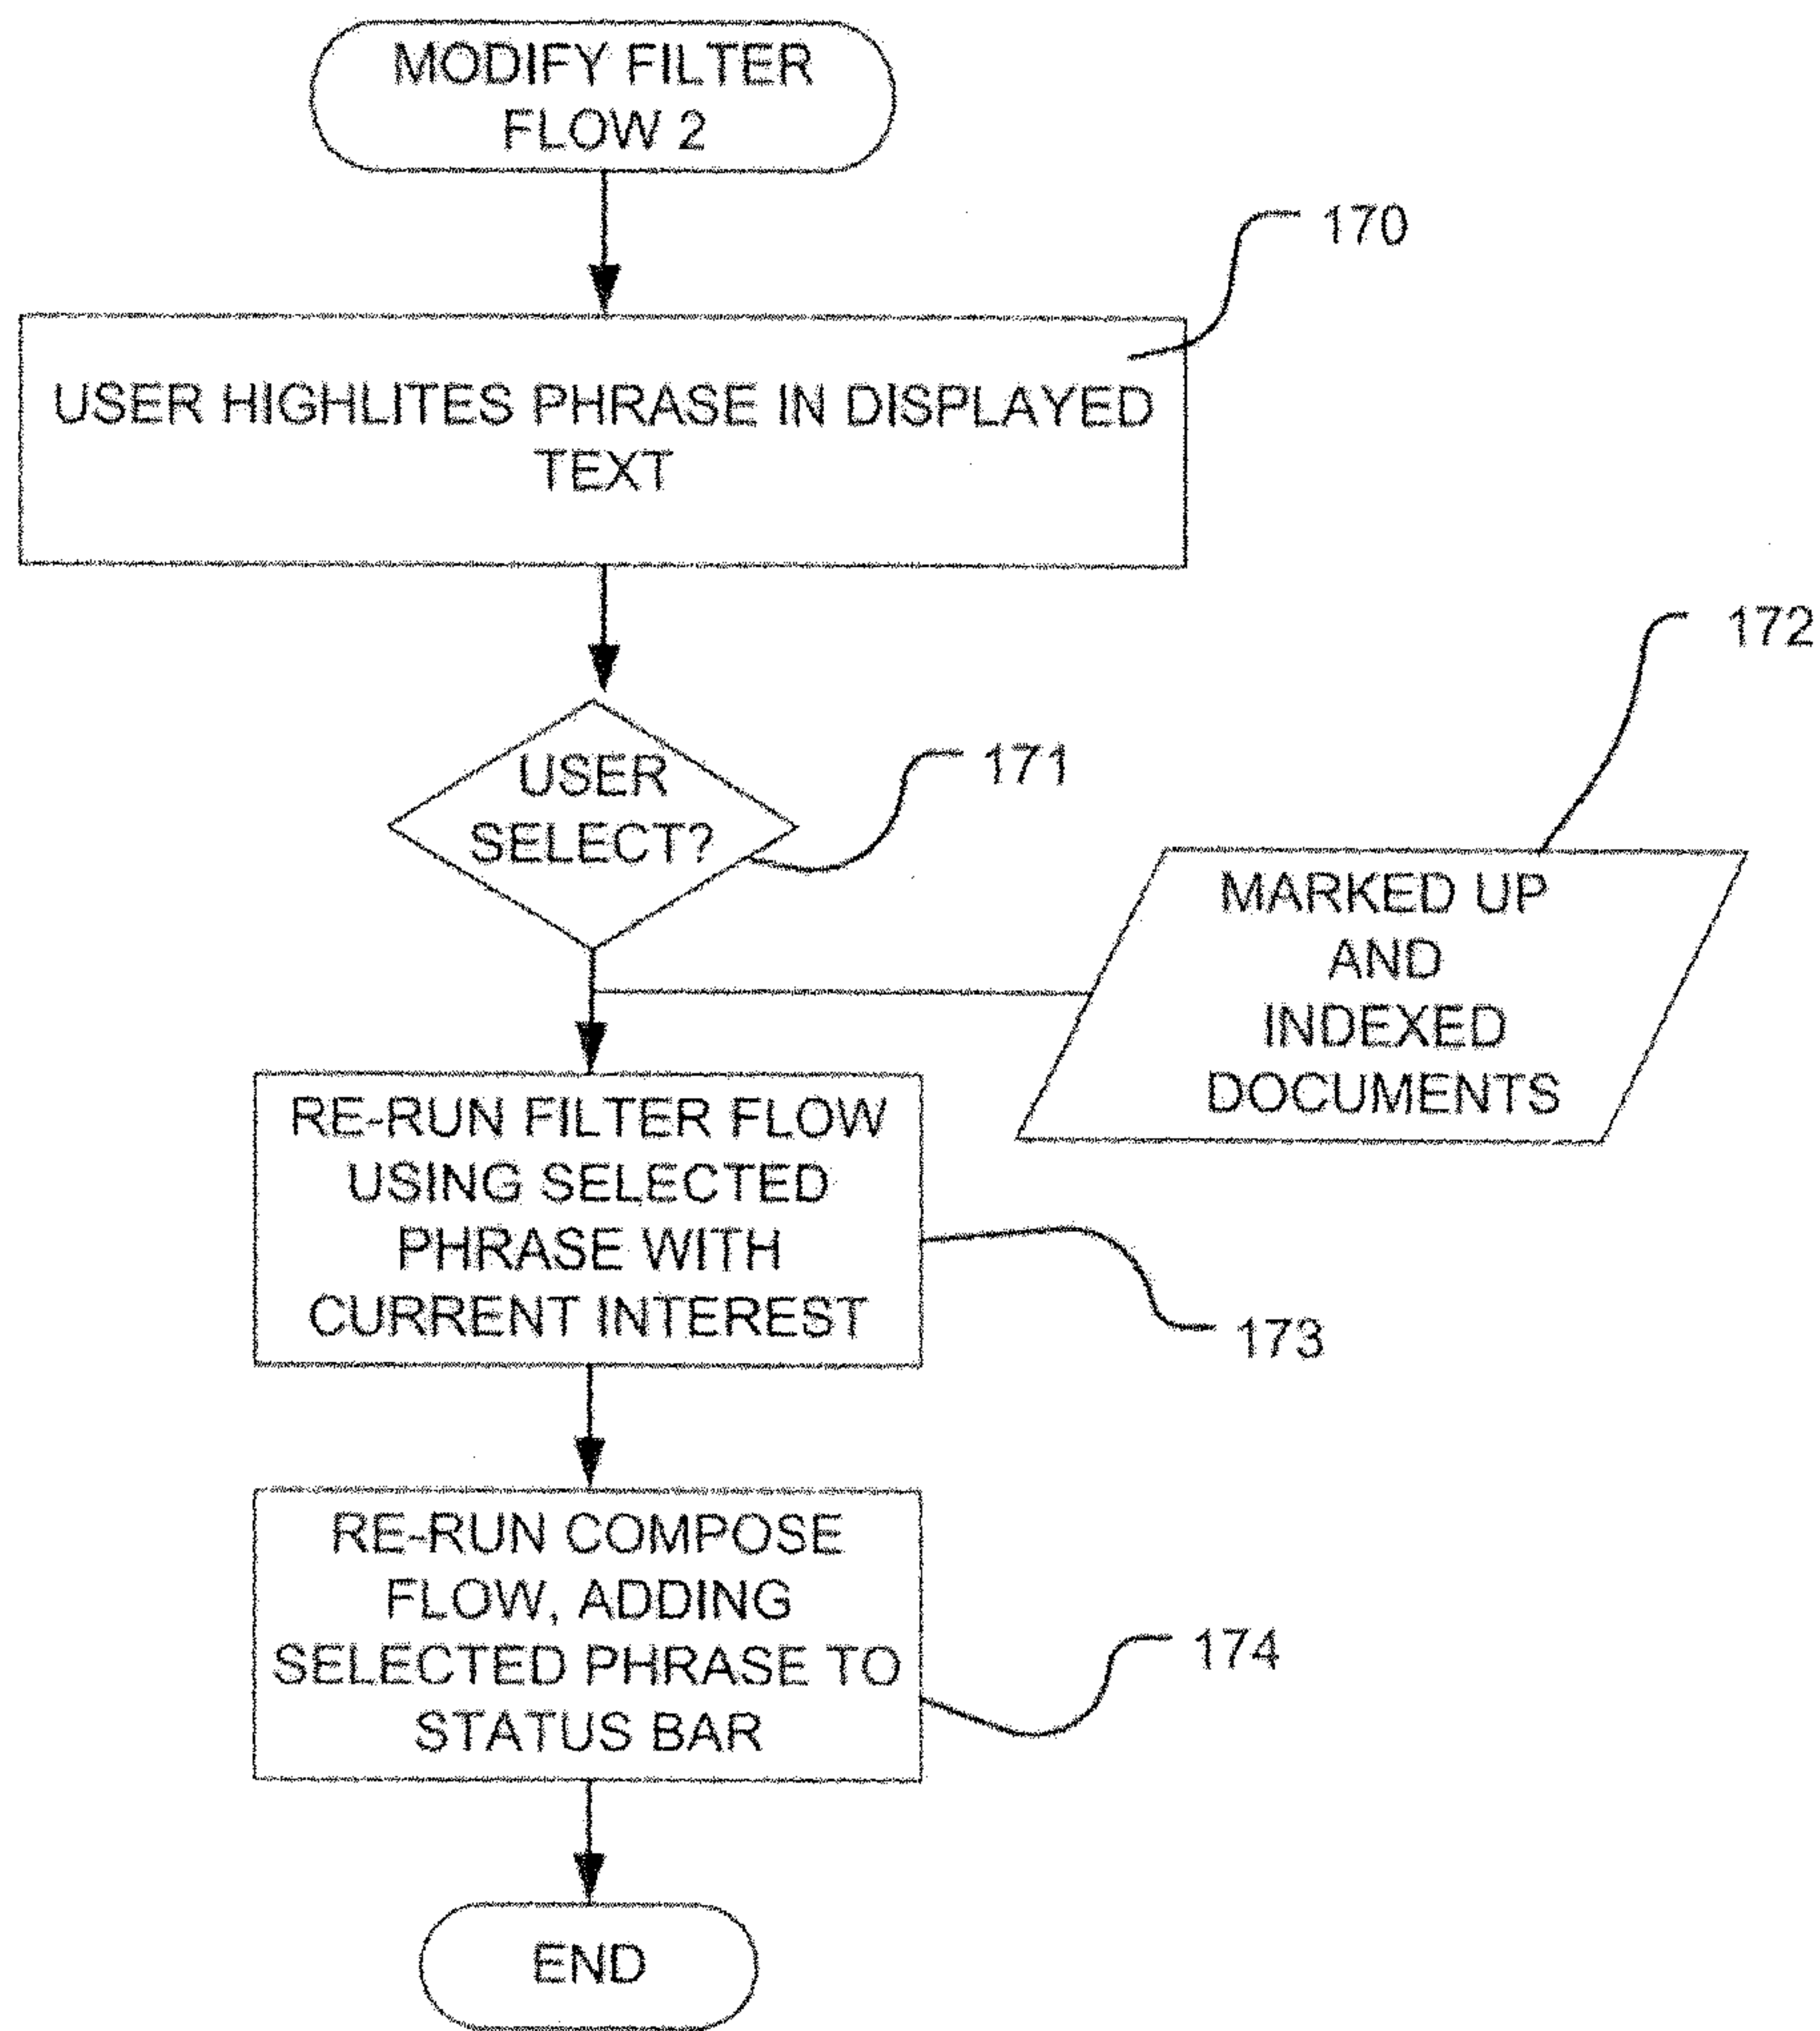 MODIFY FILTER
FLOW 2
170
USER HIGHLITES PHRASE IN DISPLAYED
TEXT
172
USER
SELECT?
171
MARKED UP
AND
INDEXED
DOCUMENTS
RE-RUN FILTER FLOW
USING SELECTED
PHRASE WITH
CURRENT INTEREST
173
RE-RUN COMPOSE
FLOW, ADDING
SELECTED PHRASE TO
STATUS BAR
174
END